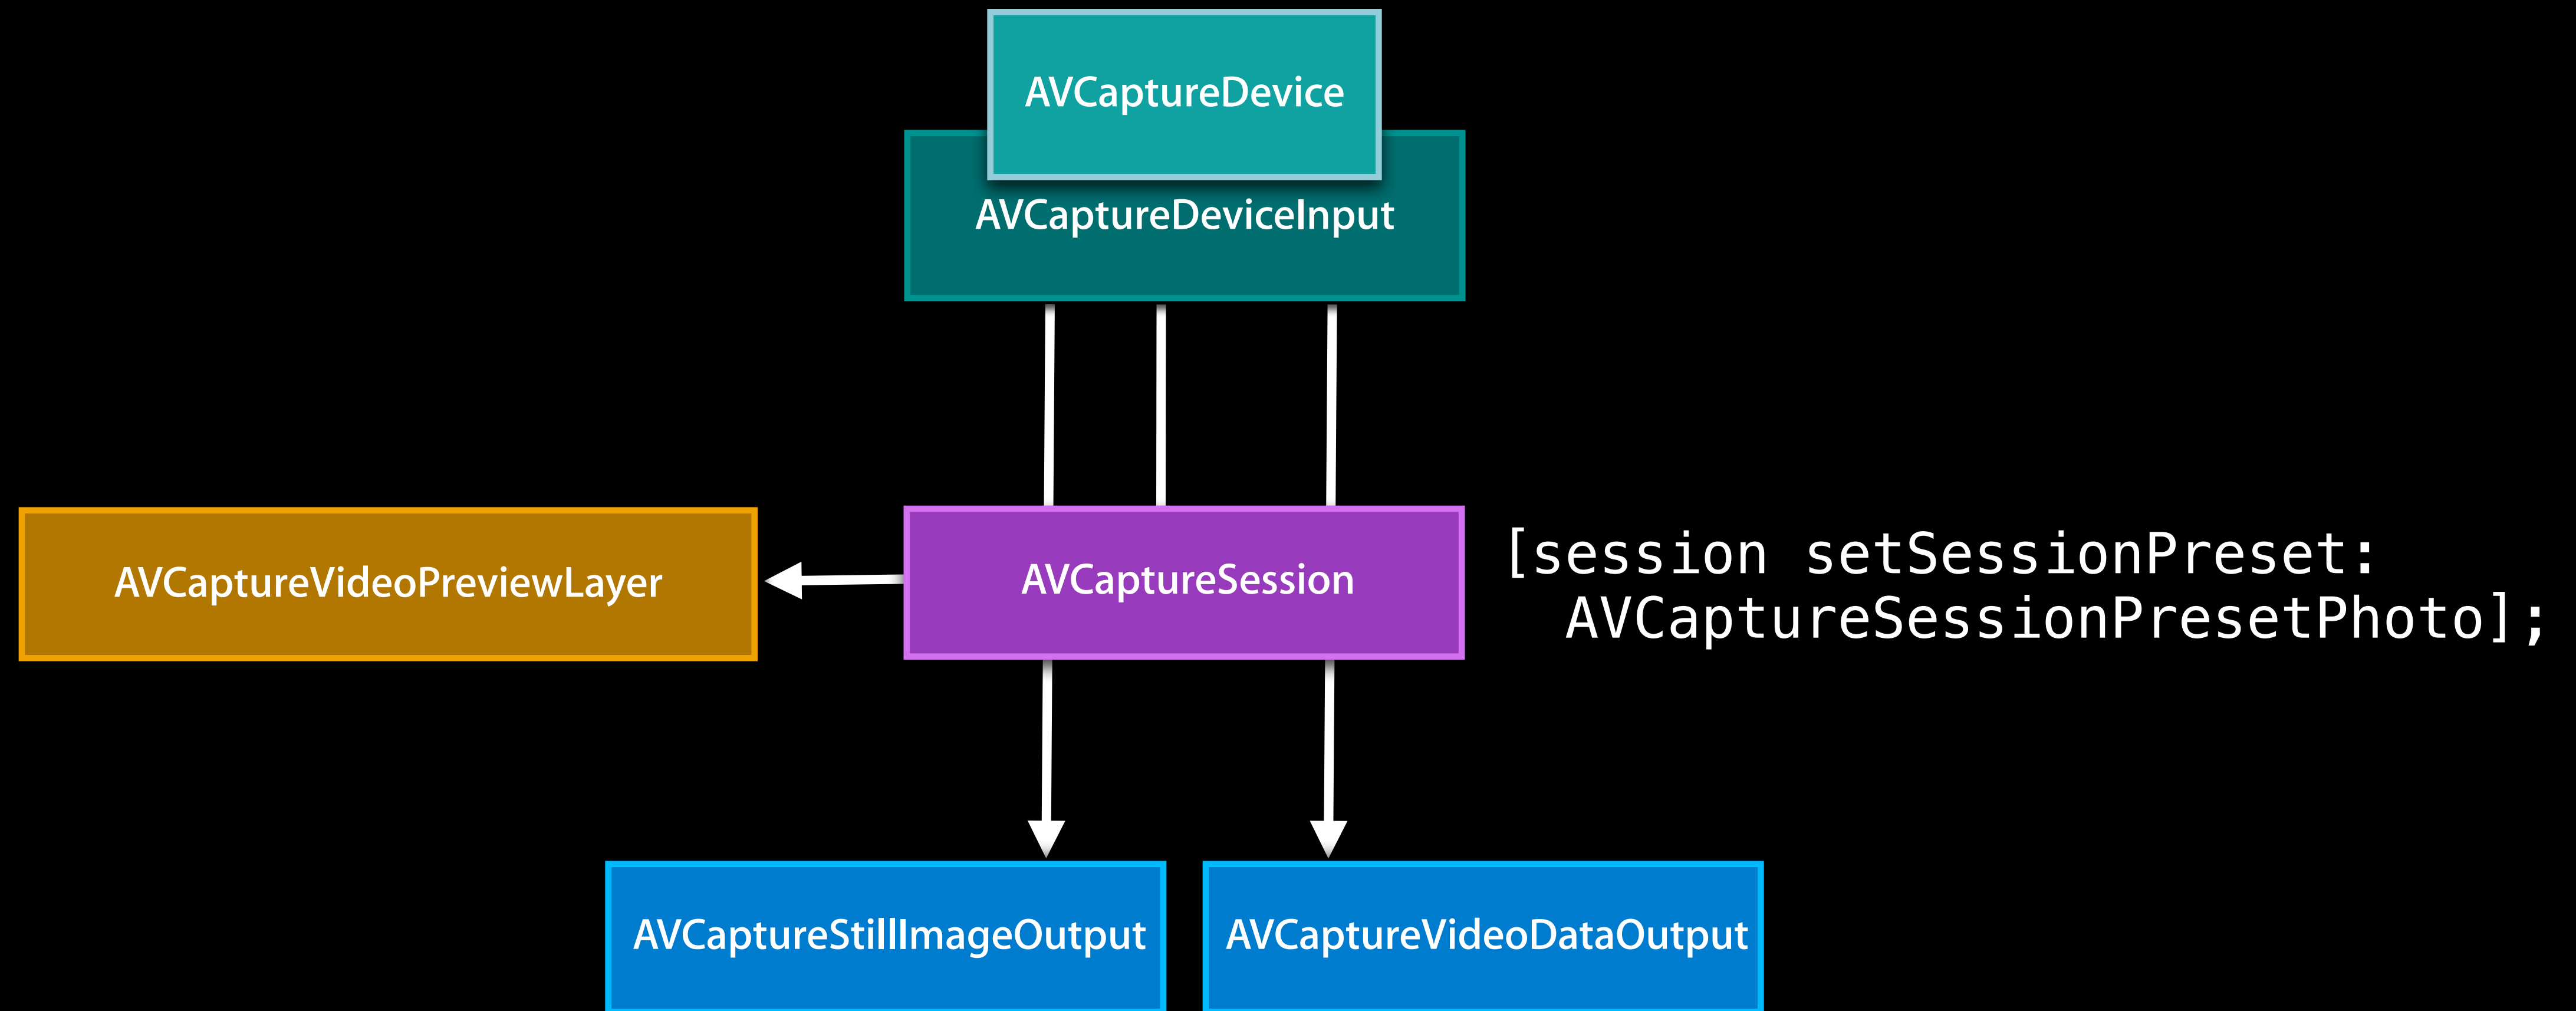 AVCaptureDevice
AVCaptureDeviceInput
AVCaptureVideoPreviewLayer
AVCaptureSession
[session setSessionPreset:
AVCaptureSessionPresetPhoto];
AVCaptureStillImageOutput
AVCaptureVideoDataOutput